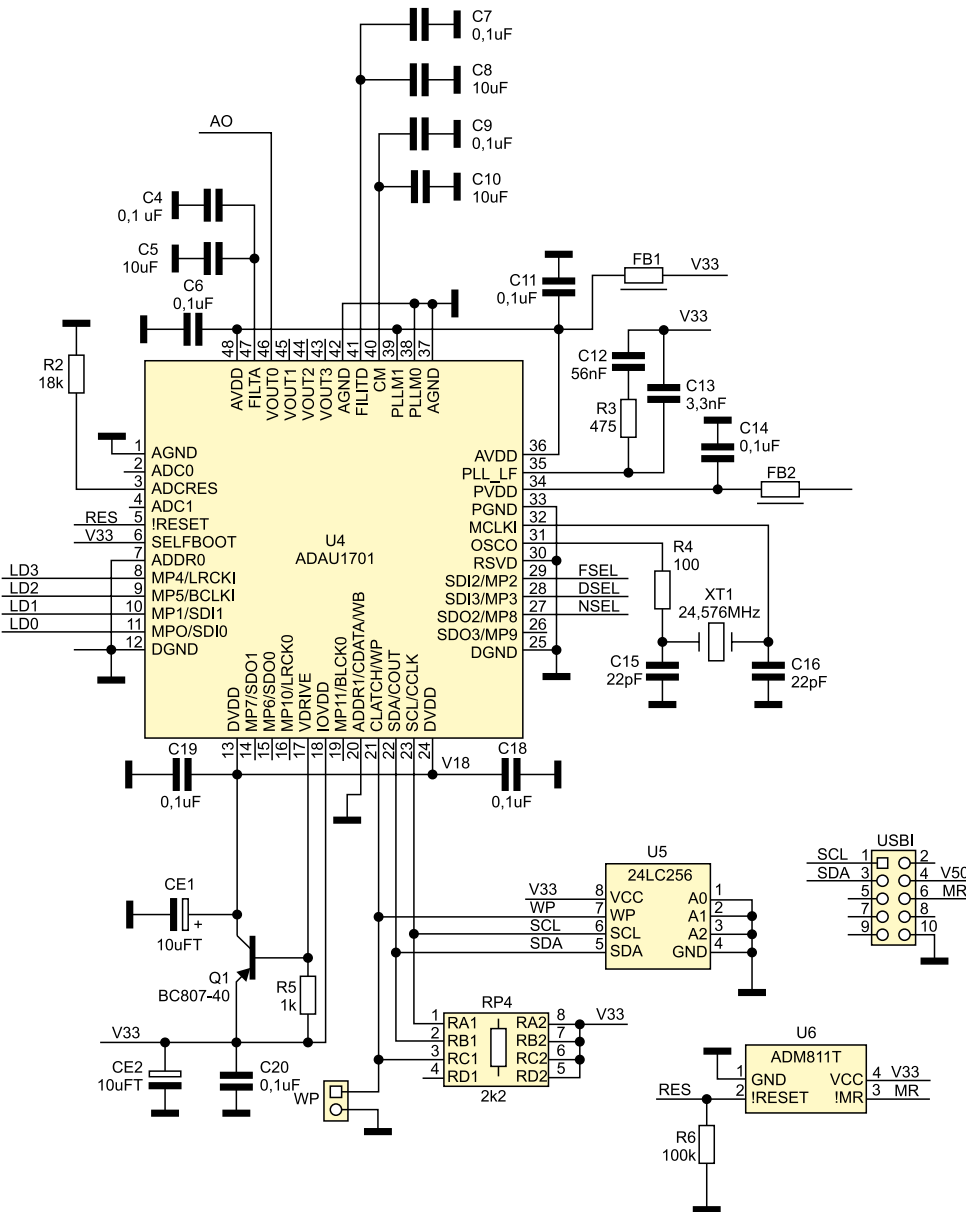 C7
0,1uF
C8
10uF
AO
C9
0,1uF
C10
10uF
C4
0,1 uF
C5
10uF
C6
0,1uF
C11
0,1uF
FB1
V33
V33
R2
18k
C12
56nF
C13
3,3nF
R3
475
C14
0,1uF
FB2
48 47 46 45 44 43 42 41 40 39 38 37
AVDD
FILTA
VOUT0
VOUT1
VOUT2
VOUT3
AGND
FILITD
CM
PLLM1
PLLM0
AGND
1 AGND
2 ADC0
3 ADCRES
4 ADC1
RES 5 !RESET
V33 6 SELFBOOT
7 ADDR0
LD3 8 MP4/LRCKI
LD2 9 MP5/BCLKI
LD1 10 MP1/SDI1
LD0 11 MPO/SDI0
12 DGND
U4
ADAU1701
AVDD 36
PLL_LF 35
PVDD 34
PGND 33
MCLKI 32
OSCO 31
RSVD 30
SDI2/MP2 29 FSEL
SDI3/MP3 28 DSEL
SDO2/MP8 27 NSEL
SDO3/MP9 26
DGND 25
R4
100
XT1
24,576MHz
C15
22pF
C16
22pF
DVDD
MP7/SDO1
MP6/SDO0
MP10/LRCK0
VDRIVE
IOVDD
MP11/BLCK0
ADDR1/CDATA/WB
CLATCH/WP
SDA/COUT
SCL/CCLK
DVDD
13 14 15 16 17 18 19 20 21 22 23 24
C19
0,1uF
V18
C18
0,1uF
CE1
+
10uFT
Q1
BC807-40
R5
1k
V33
CE2
10uFT
C20
0,1uF
WP
U5
24LC256
V33 8 VCC A0 1
WP 7 WP A1 2
SCL 6 SCL A2 3
SDA 5 SDA GND 4
USBI
SCL 1 2
SDA 3 4 V50
5 6 MR
7 8
9 10
RP4
1 RA1 RA2 8 V33
2 RB1 RB2 7
3 RC1 RC2 6
4 RD1 RD2 5
2k2
U6
ADM811T
1 GND VCC 4 V33
RES 2 !RESET !MR 3 MR
R6
100k